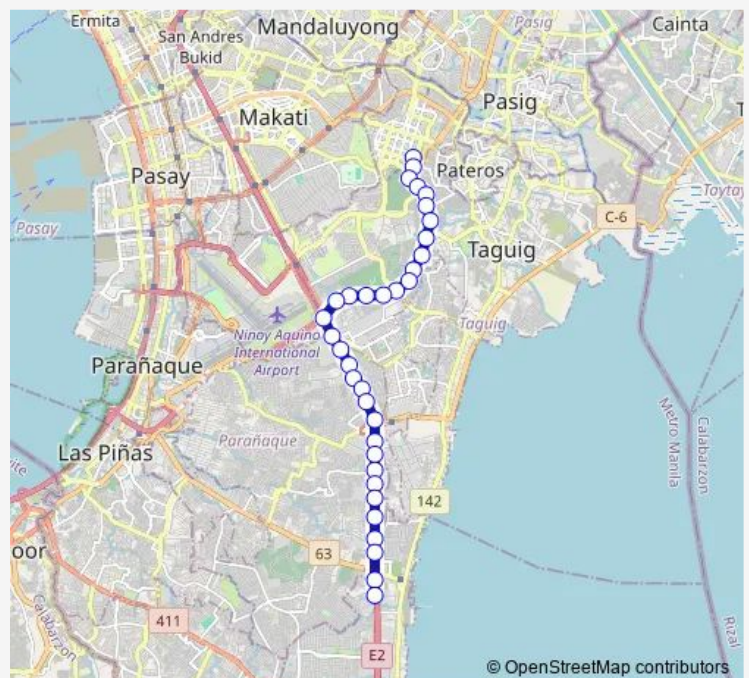 Ermita
Mandaluyong
Pasig
Cainta
San Andres
Bukid
Makati
Pasig
Pasay
Pateros
Taytay
Pasay
C-6
Taguig
Taguig
Ninoy Aquino
International
Airport
Parañaque
Parañaque
Las Piñas
Metro Manila
Calabarzon
142
63
oor
Calabarzon
411
Rizal
E2
© OpenStreetMap contributors